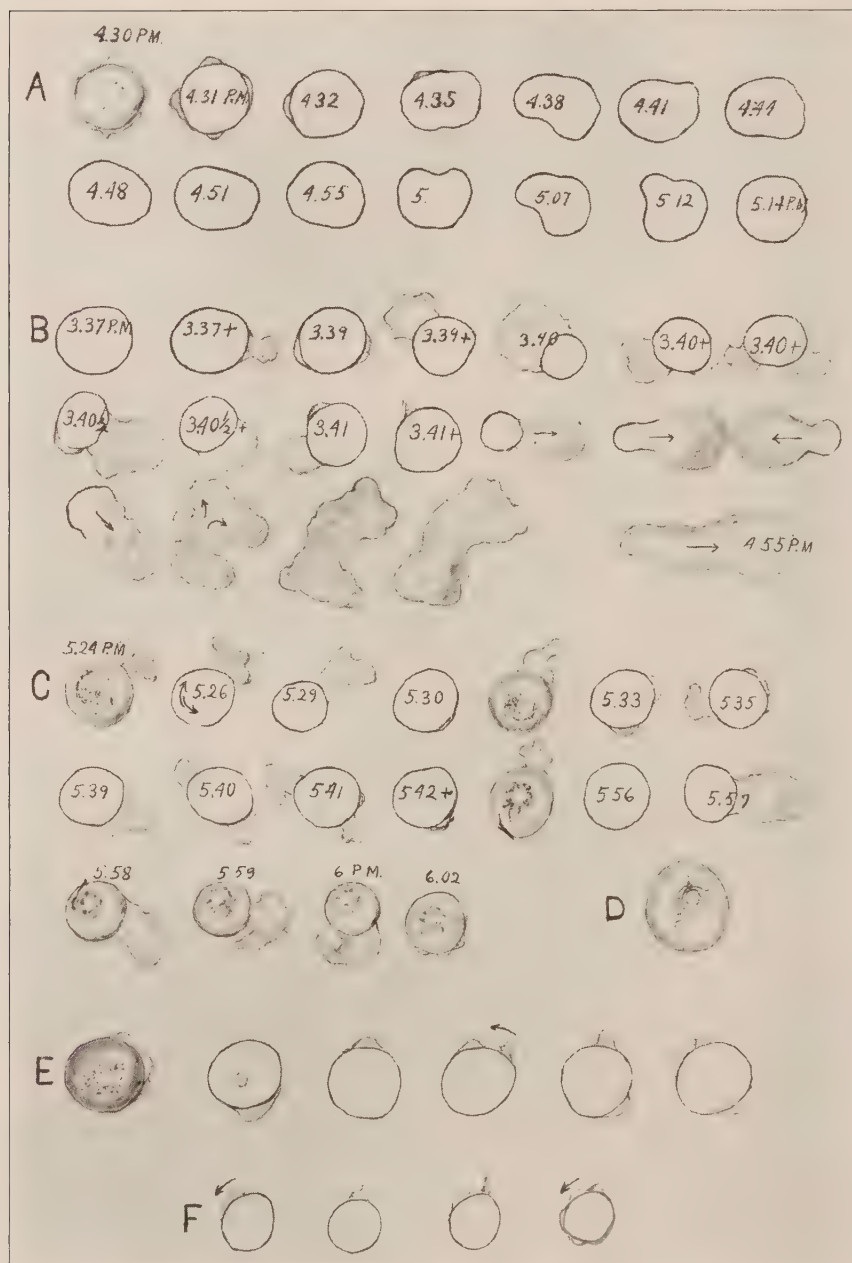 4.30 P.M.
A 4.31 P.M. 4.32 4.35 4.38 4.41 4.44
4.48 4.51 4.55 5. 5.07 5.12 5.14 P.M.
B 3.37 P.M 3.37+ 3.39 3.39+ 3.40 3.40+ 3.40+
3.40½ 3.40½+ 3.41 3.41+
4.55 P.M
5.24 P.M.
C 5.26 5.29 5.30 5.33 5.35
5.39 5.40 5.41 5.42+ 5.56 5.57
5.58 5.59 6 P.M. 6.02
D
E
F